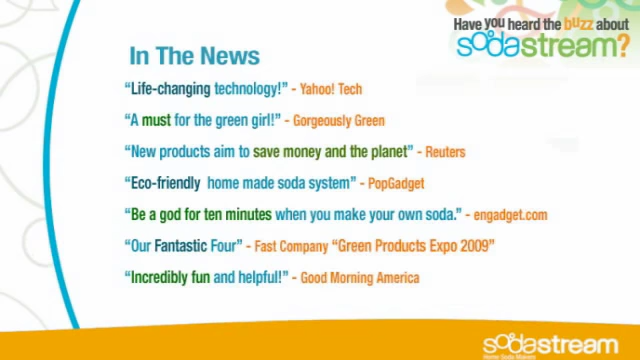 Have you heard the buzz about
sodastream?
In The News
“Life-changing technology!” - Yahoo! Tech
“A must for the green girl!” - Gorgeously Green
“New products aim to save money and the planet” - Reuters
“Eco-friendly home made soda system” - PopGadget
“Be a god for ten minutes when you make your own soda.” - engadget.com
“Our Fantastic Four” - Fast Company “Green Products Expo 2009”
“Incredibly fun and helpful!” - Good Morning America
sodastream
Home Soda Makers